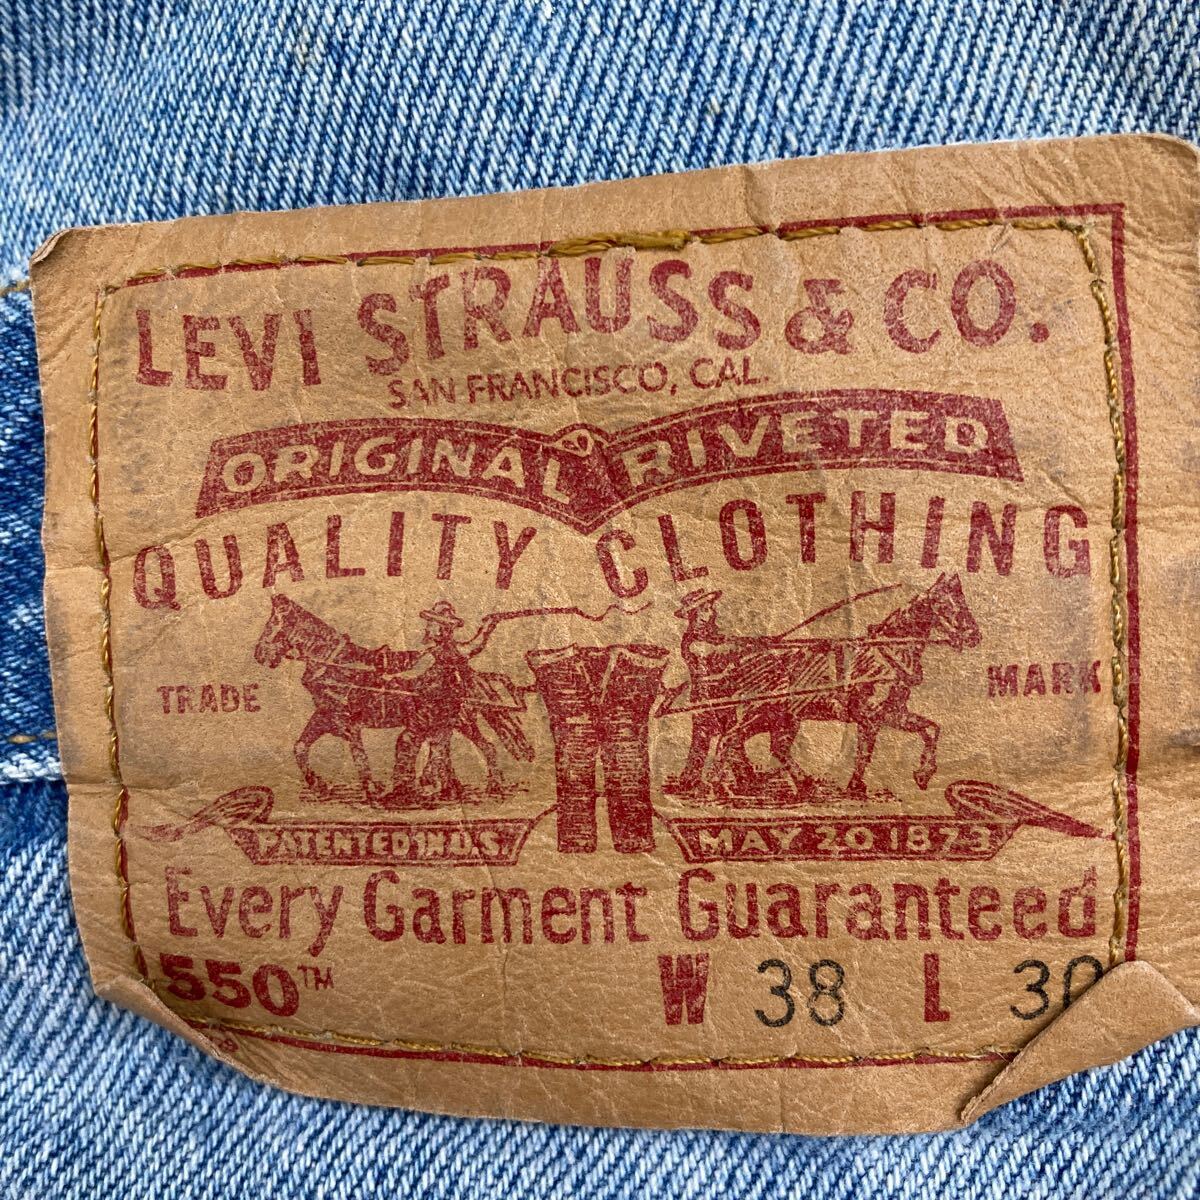 LEVI STRAUSS & CO.
SAN FRANCISCO, CAL.
ORIGINAL RIVETED
QUALITY CLOTHING
TRADE MARK
PATENTED IN U.S. MAY 20 1873
Every Garment Guaranteed
550™ W 38 L 30